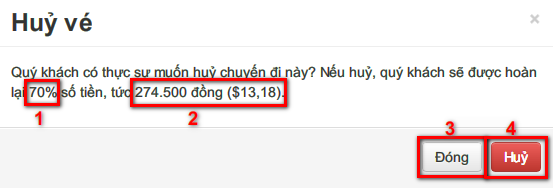 Huỷ vé
×
Quý khách có thực sự muốn huỷ chuyến đi này? Nếu huỷ, quý khách sẽ được hoàn
lại 70% số tiền, tức 274.500 đồng ($13,18).
1 2
3 4
Đóng Huỷ